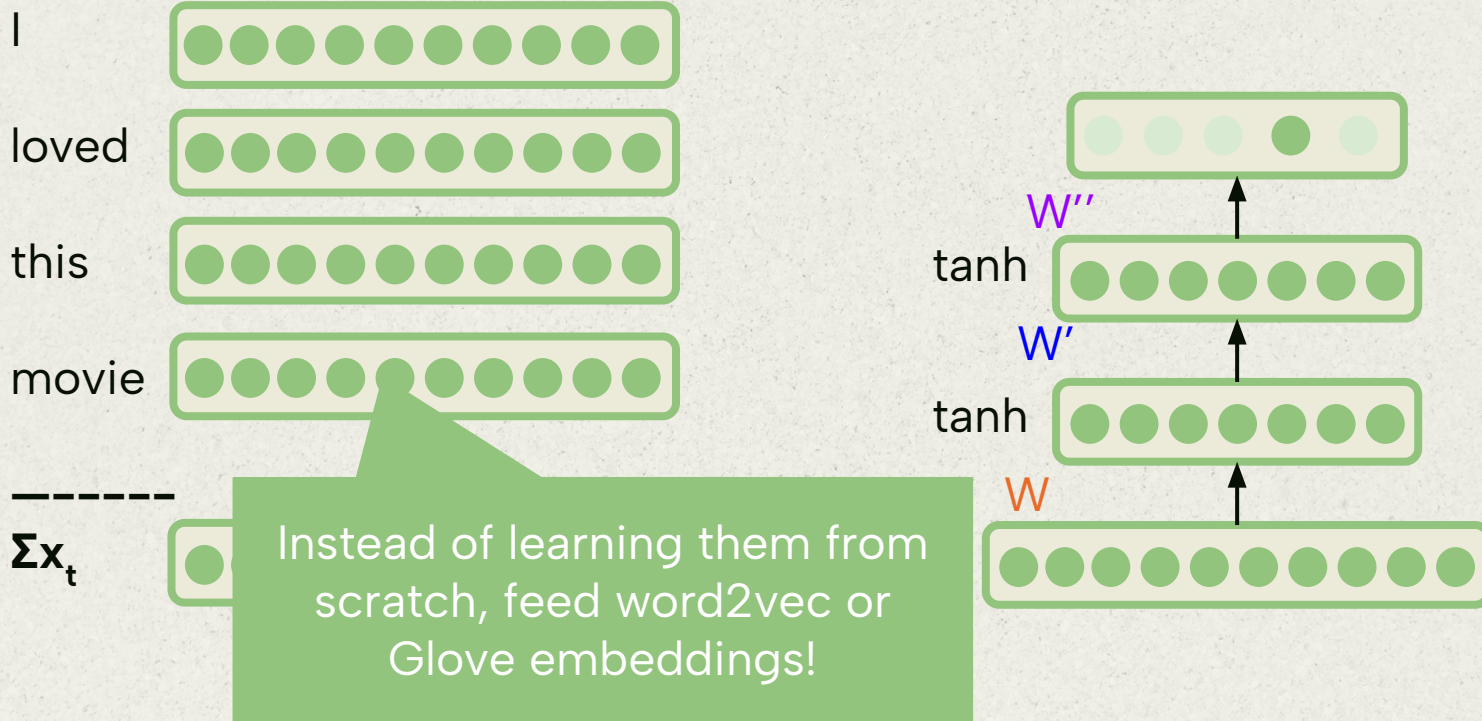 I
loved
this
movie
------
Σxₜ
Instead of learning them from
scratch, feed word2vec or
Glove embeddings!
W''
tanh
W'
tanh
W